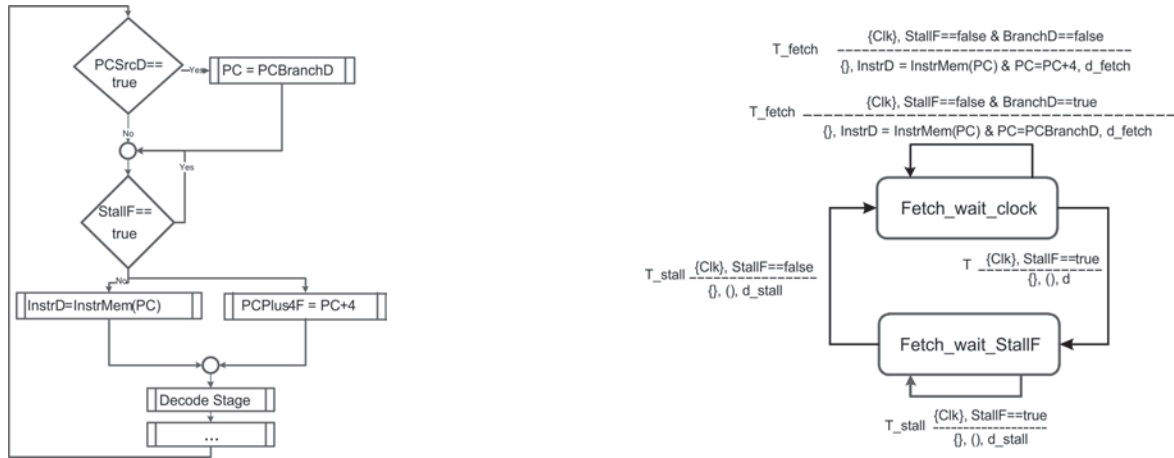 PCSrcD==
true
Yes
PC = PCBranchD
No
Yes
StallF==
true
No
InstrD=InstrMem(PC)
PCPlus4F = PC+4
Decode Stage
...
T_fetch
{Clk}, StallF==false & BranchD==false
{}, InstrD = InstrMem(PC) & PC=PC+4, d_fetch
T_fetch
{Clk}, StallF==false & BranchD==true
{}, InstrD = InstrMem(PC) & PC=PCBranchD, d_fetch
Fetch_wait_clock
T_stall
{Clk}, StallF==false
{}, (), d_stall
T
{Clk}, StallF==true
{}, (), d
Fetch_wait_StallF
T_stall
{Clk}, StallF==true
{}, (), d_stall